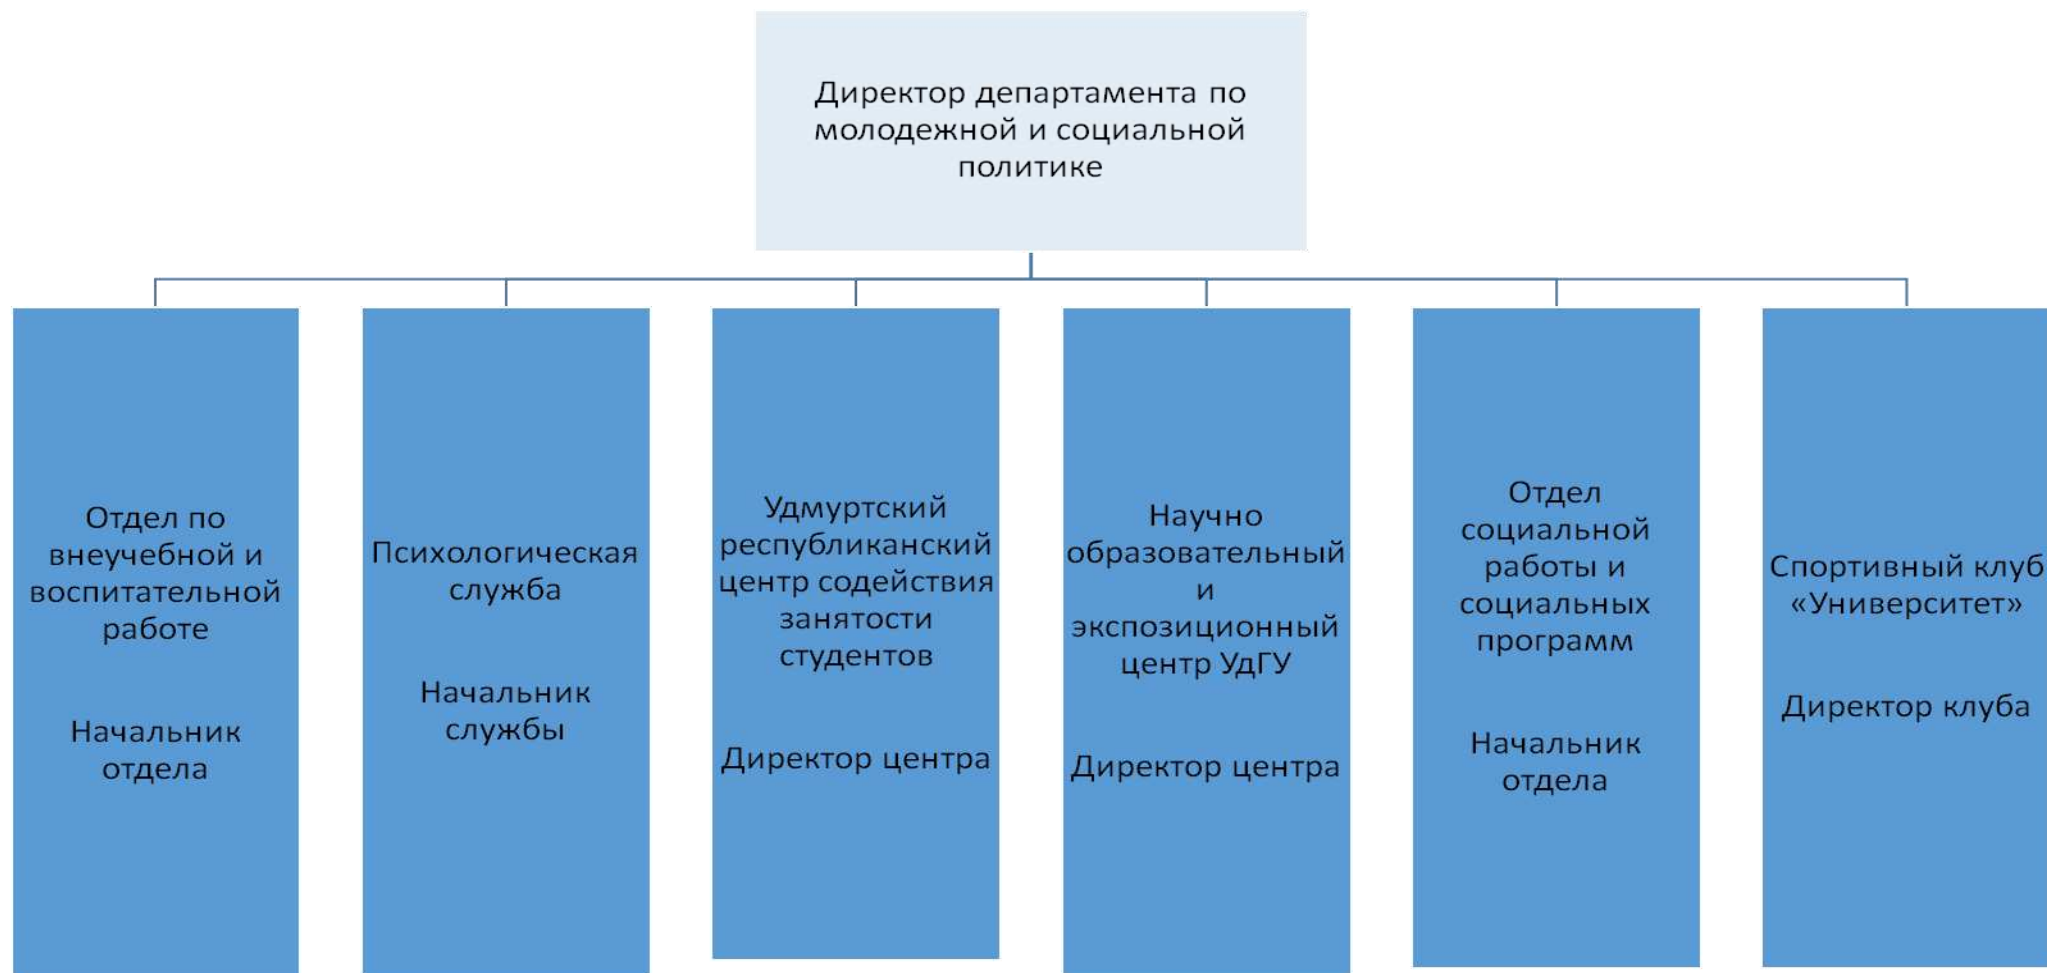 Директор департамента по
молодежной и социальной
политике
Отдел по
внеучебной и
воспитательной
работе
Начальник
отдела
Психологическая
служба
Начальник
службы
Удмуртский
республиканский
центр содействия
занятости
студентов
Директор центра
Научно
образовательный
и
экспозиционный
центр УдГУ
Директор центра
Отдел
социальной
работы и
социальных
программ
Начальник
отдела
Спортивный клуб
«Университет»
Директор клуба